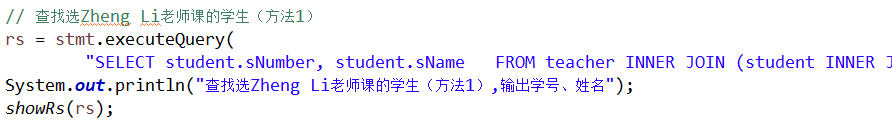 // 查找选Zheng Li老师课的学生（方法1）
rs = stmt.executeQuery(
"SELECT student.sNumber, student.sName   FROM teacher INNER JOIN (student INNER J
System.out.println("查找选Zheng Li老师课的学生（方法1）,输出学号、姓名");
showRs(rs);